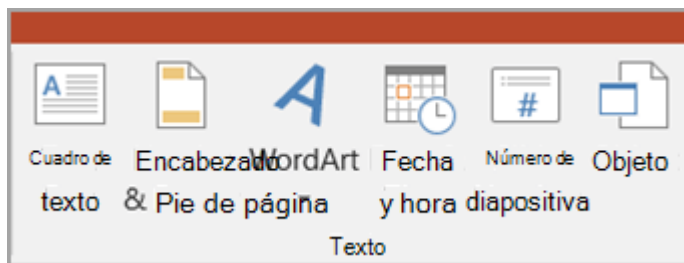 A
#
Cuadro de Encabezado WordArt Fecha Número de Objeto
texto & Pie de página y hora diapositiva
Texto